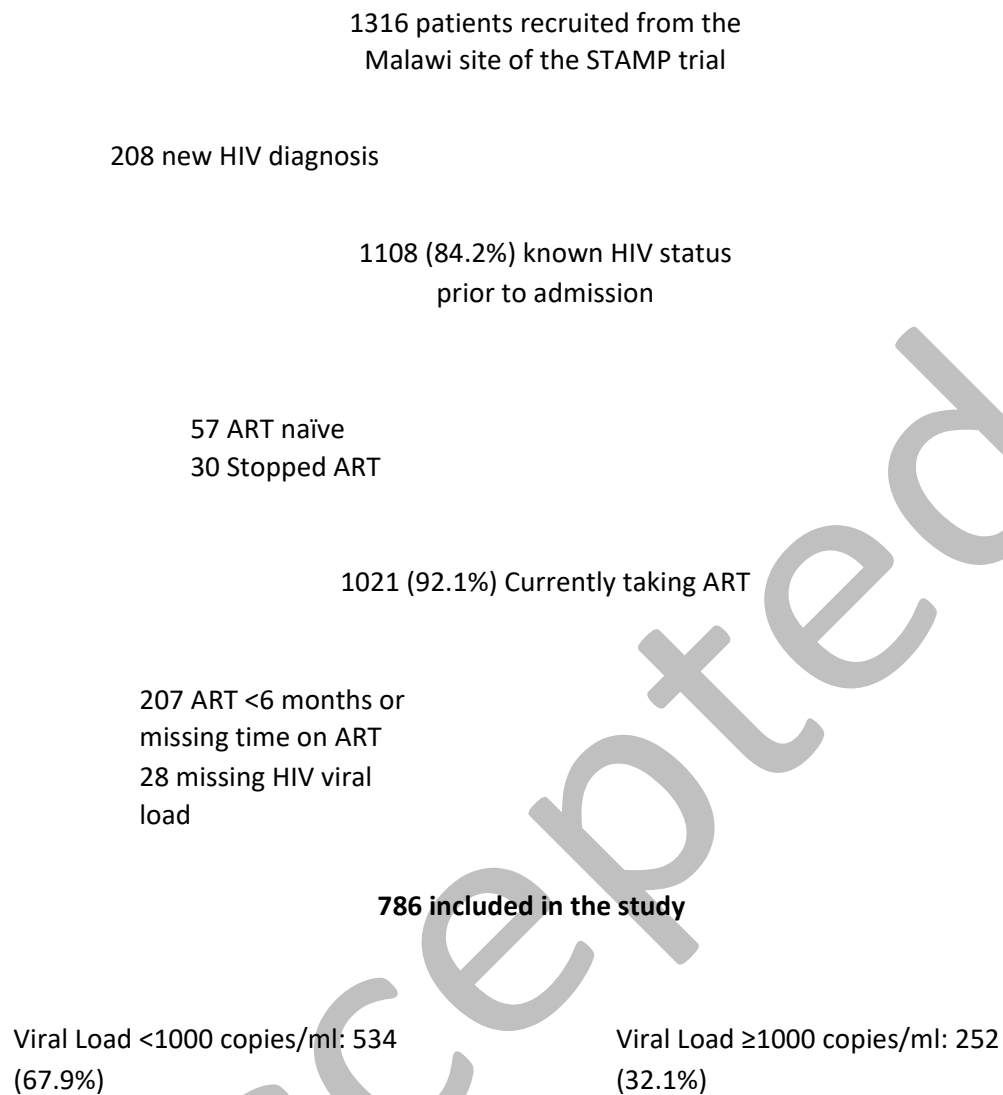 1316 patients recruited from the
Malawi site of the STAMP trial
208 new HIV diagnosis
1108 (84.2%) known HIV status
prior to admission
57 ART naïve
30 Stopped ART
1021 (92.1%) Currently taking ART
207 ART <6 months or
missing time on ART
28 missing HIV viral
load
786 included in the study
Viral Load <1000 copies/ml: 534
(67.9%)
Viral Load ≥1000 copies/ml: 252
(32.1%)
cepted